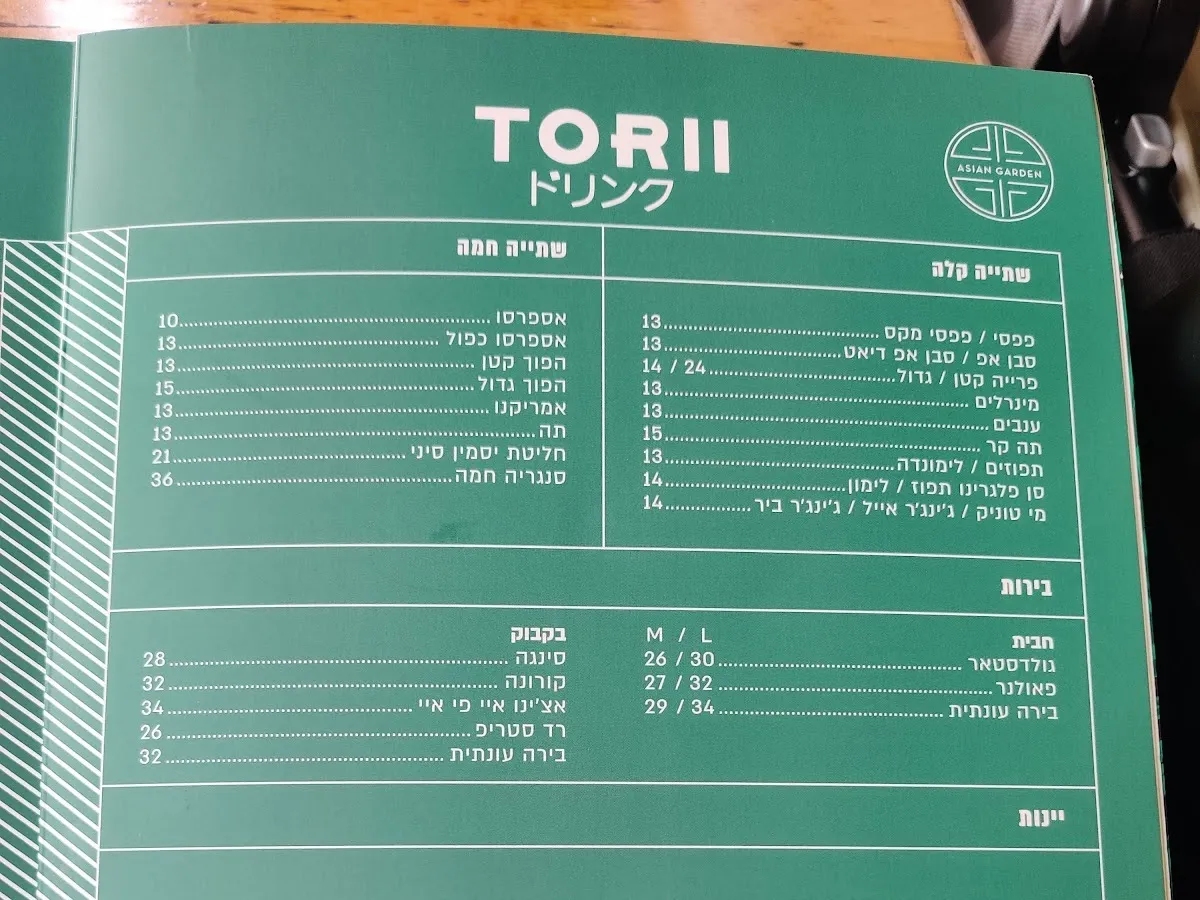 TORII
ドリンク
ASIAN GARDEN
שתייה קלה
פפסי / פפסי מקס 13
סבן אפ / סבן אפ דיאט 13
פרייה קטן / גדול 14 / 24
מינרלים 13
ענבים 13
תה קר 15
תפוזים / לימונדה 13
סן פלגרינו תפוז / לימון 14
מי טוניק / ג'ינג'ר אייל / ג'ינג'ר ביר 14
שתייה חמה
אספרסו 10
אספרסו כפול 13
הפוך קטן 13
הפוך גדול 15
אמריקנו 13
תה 13
חליטת יסמין סיני 21
סנגריה חמה 36
בירות
חבית M / L
גולדסטאר 26 / 30
פאולנר 27 / 32
בירה עונתית 29 / 34
בקבוק
סינגה 28
קורונה 32
אצ'ינו איי פי איי 34
רד סטריפ 26
בירה עונתית 32
יינות